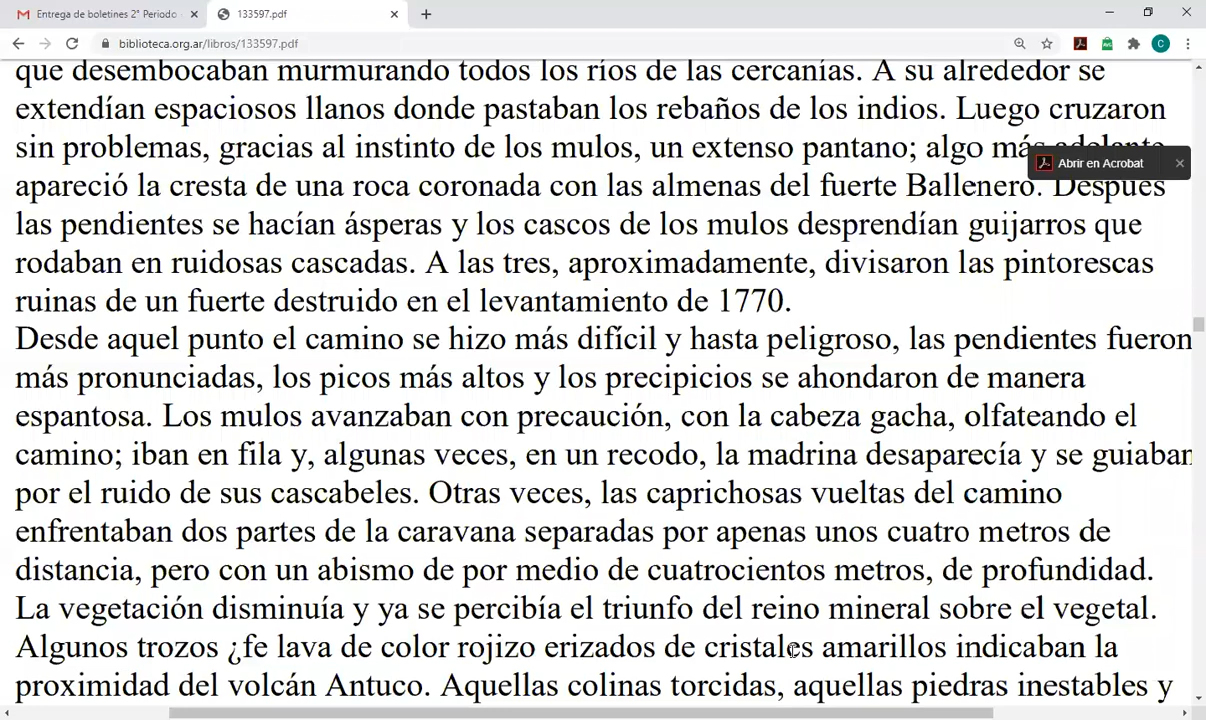 Entrega de boletines 2° Periodo
133597.pdf
biblioteca.org.ar/libros/133597.pdf
C
que desembocaban murmurando todos los ríos de las cercanías. A su alrededor se
extendían espaciosos llanos donde pastaban los rebaños de los indios. Luego cruzaron
sin problemas, gracias al instinto de los mulos, un extenso pantano; algo más adelante
Abrir en Acrobat
apareció la cresta de una roca coronada con las almenas del fuerte Ballenero. Después
las pendientes se hacían ásperas y los cascos de los mulos desprendían guijarros que
rodaban en ruidosas cascadas. A las tres, aproximadamente, divisaron las pintorescas
ruinas de un fuerte destruido en el levantamiento de 1770.
Desde aquel punto el camino se hizo más difícil y hasta peligroso, las pendientes fueron
más pronunciadas, los picos más altos y los precipicios se ahondaron de manera
espantosa. Los mulos avanzaban con precaución, con la cabeza gacha, olfateando el
camino; iban en fila y, algunas veces, en un recodo, la madrina desaparecía y se guiaban
por el ruido de sus cascabeles. Otras veces, las caprichosas vueltas del camino
enfrentaban dos partes de la caravana separadas por apenas unos cuatro metros de
distancia, pero con un abismo de por medio de cuatrocientos metros, de profundidad.
La vegetación disminuía y ya se percibía el triunfo del reino mineral sobre el vegetal.
Algunos trozos ¿fe lava de color rojizo erizados de cristales amarillos indicaban la
proximidad del volcán Antuco. Aquellas colinas torcidas, aquellas piedras inestables y